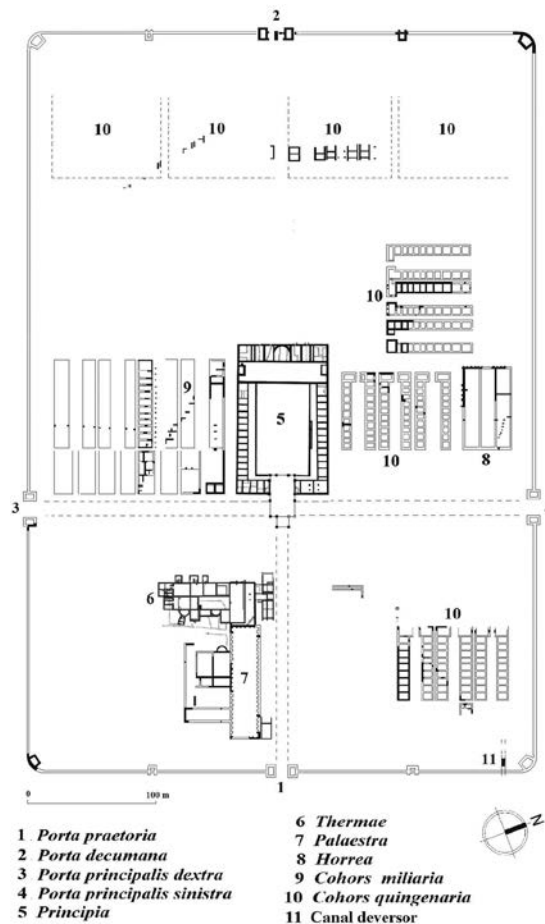 2
10 10 10 10
10
9
5
10
8
3
6
10
7
11
1
0 100 m
N
1 Porta praetoria
2 Porta decumana
3 Porta principalis dextra
4 Porta principalis sinistra
5 Principia
6 Thermae
7 Palaestra
8 Horrea
9 Cohors miliaria
10 Cohors quingenaria
11 Canal deversor